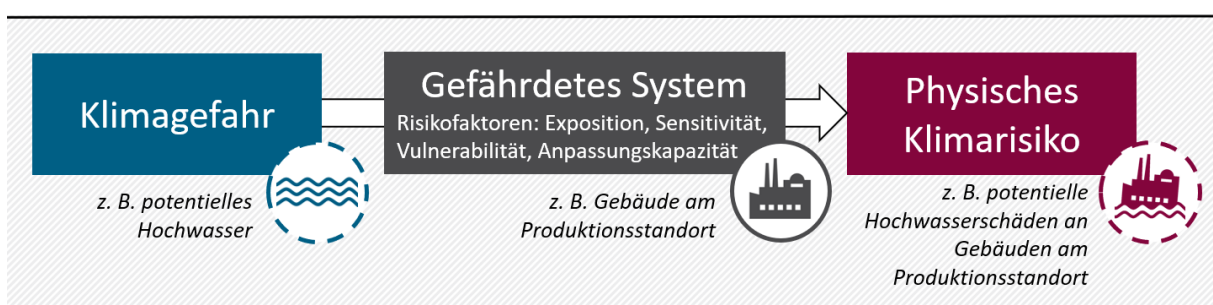 Klimagefahr
z. B. potentielles
Hochwasser
Gefährdetes System
Risikofaktoren: Exposition, Sensitivität,
Vulnerabilität, Anpassungskapazität
z. B. Gebäude am
Produktionsstandort
Physisches
Klimarisiko
z. B. potentielle
Hochwasserschäden an
Gebäuden am
Produktionsstandort